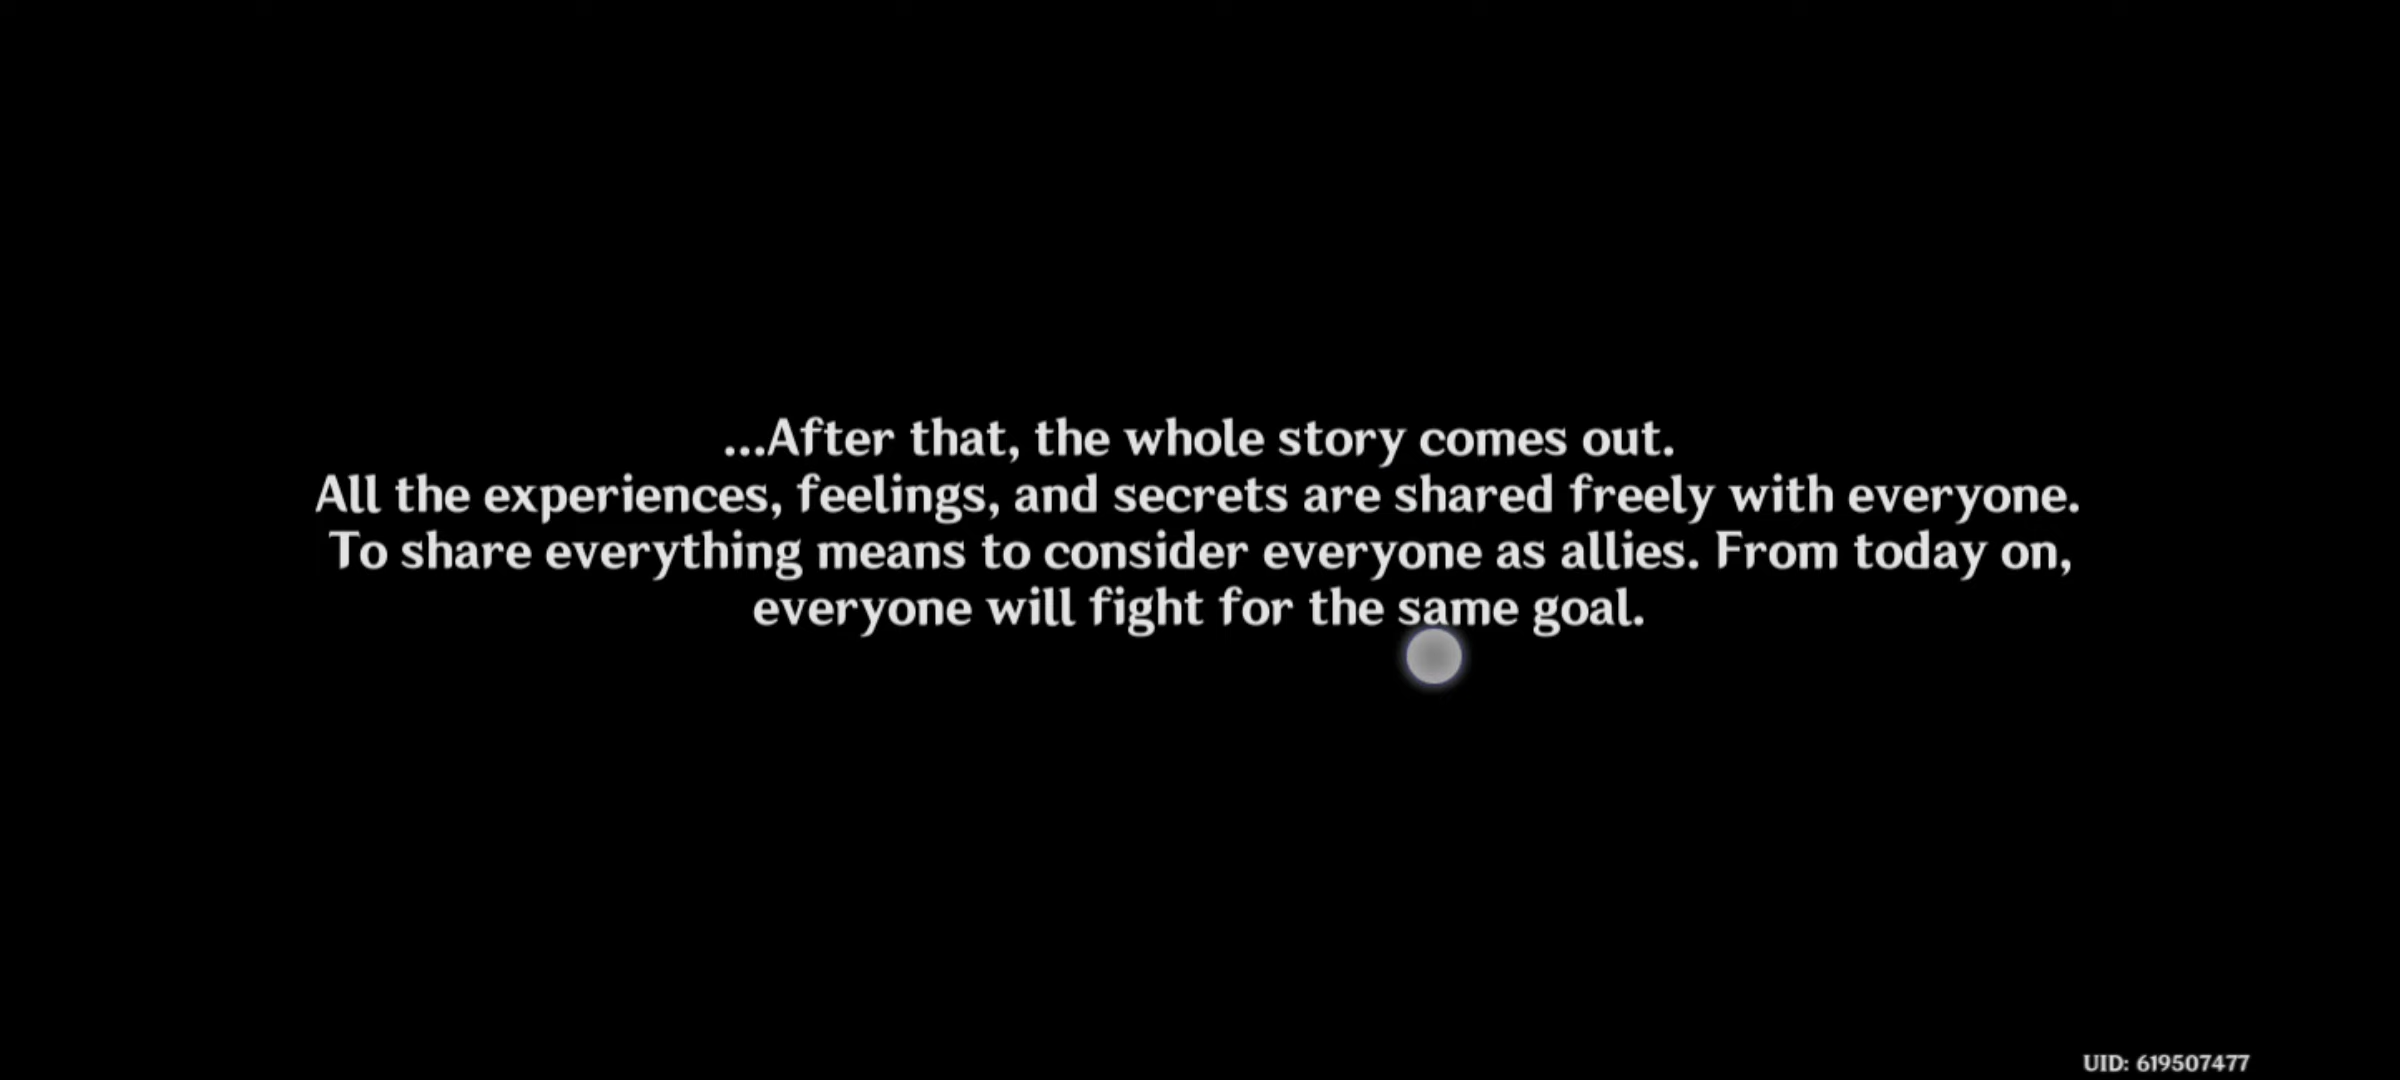 ...After that, the whole story comes out.
All the experiences, feelings, and secrets are shared freely with everyone.
To share everything means to consider everyone as allies. From today on,
everyone will fight for the same goal.
UID: 619507477